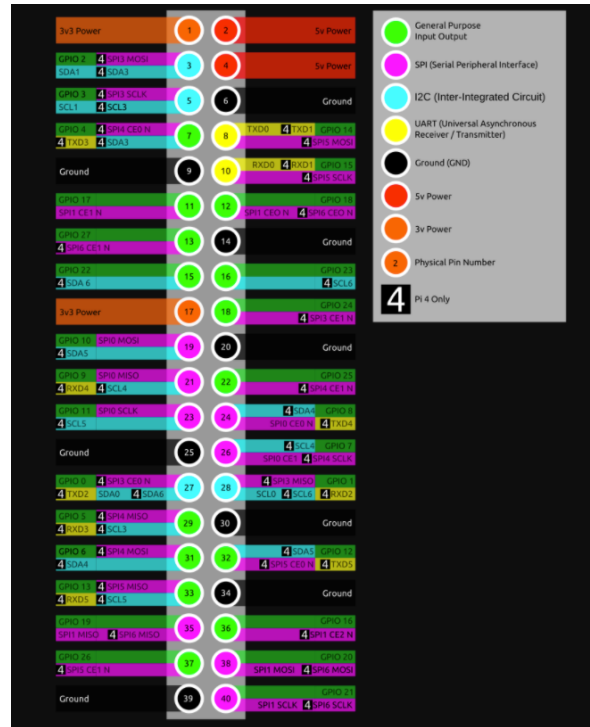 3v3 Power 1 2 5v Power
GPIO 2 4 SPI3 MOSI
SDA1 4 SDA3 3 4 5v Power
GPIO 3 4 SPI3 SCLK
SCL1 4 SCL3 5 6 Ground
GPIO 4 4 SPI4 CE0 N 7 8 TXD0 4 TXD1 GPIO 14
4 TXD3 4 SDA3 4 SPI5 MOSI
Ground 9 10 RXD0 4 RXD1 GPIO 15
4 SPI5 SCLK
GPIO 17 11 12 GPIO 18
SPI1 CE1 N SPI1 CEO N 4 SPI6 CEO N
GPIO 27 13 14 Ground
4 SPI6 CE1 N
GPIO 22 15 16 GPIO 23
4 SDA 6 4 SCL6
3v3 Power 17 18 GPIO 24
4 SPI3 CE1 N
GPIO 10 SPI0 MOSI 19 20 Ground
4 SDA5
GPIO 9 SPI0 MISO 21 22 GPIO 25
4 RXD4 4 SCL4 4 SPI4 CE1 N
GPIO 11 SPI0 SCLK 23 24 4 SDA4 GPIO 8
4 SCL5 SPI0 CE0 N 4 TXD4
Ground 25 26 4 SCL4 GPIO 7
SPI0 CE1 4 SPI4 SCLK
GPIO 0 4 SPI3 CE0 N 27 28 4 SPI3 MISO GPIO 1
4 TXD2 SDA0 4 SDA6 SCL0 4 SCL6 4 RXD2
GPIO 5 4 SPI4 MISO 29 30 Ground
4 RXD3 4 SCL3
GPIO 6 4 SPI4 MOSI 31 32 4 SDA5 GPIO 12
4 SDA4 4 SPI5 CE0 N 4 TXD5
GPIO 13 4 SPI5 MISO 33 34 Ground
4 RXD5 4 SCL5
GPIO 19 35 36 GPIO 16
SPI1 MISO 4 SPI6 MISO 4 SPI1 CE2 N
GPIO 26 37 38 GPIO 20
4 SPI5 CE1 N SPI1 MOSI 4 SPI6 MOSI
Ground 39 40 GPIO 21
SPI1 SCLK 4 SPI6 SCLK
General Purpose
Input Output
SPI (Serial Peripheral Interface)
I2C (Inter-Integrated Circuit)
UART (Universal Asynchronous
Receiver / Transmitter)
Ground (GND)
5v Power
3v Power
2 Physical Pin Number
4 Pi 4 Only